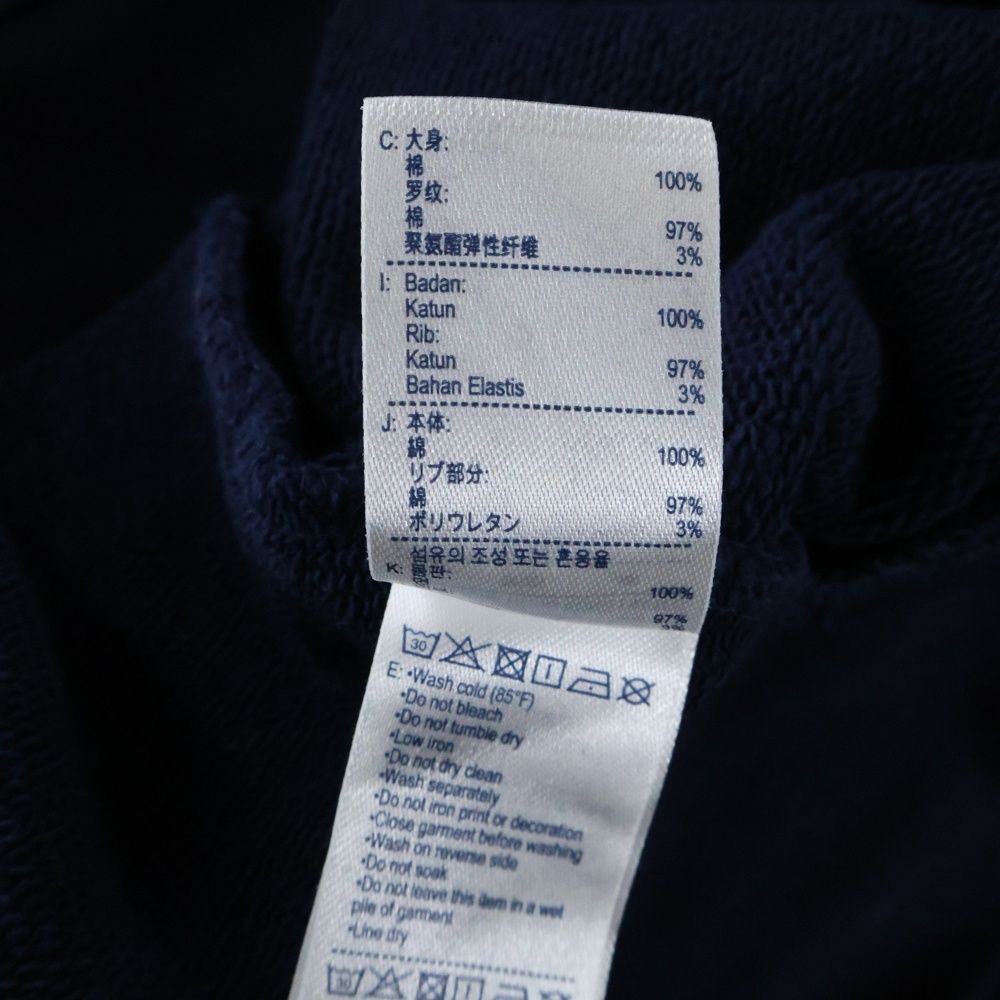 C: 大身:
棉 100%
罗纹:
棉 97%
聚氨酯弹性纤维 3%
I: Badan:
Katun 100%
Rib:
Katun 97%
Bahan Elastis 3%
J: 本体:
綿 100%
リブ部分:
綿 97%
ポリウレタン 3%
K: 섬유의 조성 또는 혼용율
100%
97%
3%
30
E: •Wash cold (85°F)
•Do not bleach
•Do not tumble dry
•Low iron
•Do not dry clean
•Wash separately
•Do not iron print or decoration
•Close garment before washing
•Wash on reverse side
•Do not soak
•Do not leave this item in a wet
pile of garment
•Line dry
30